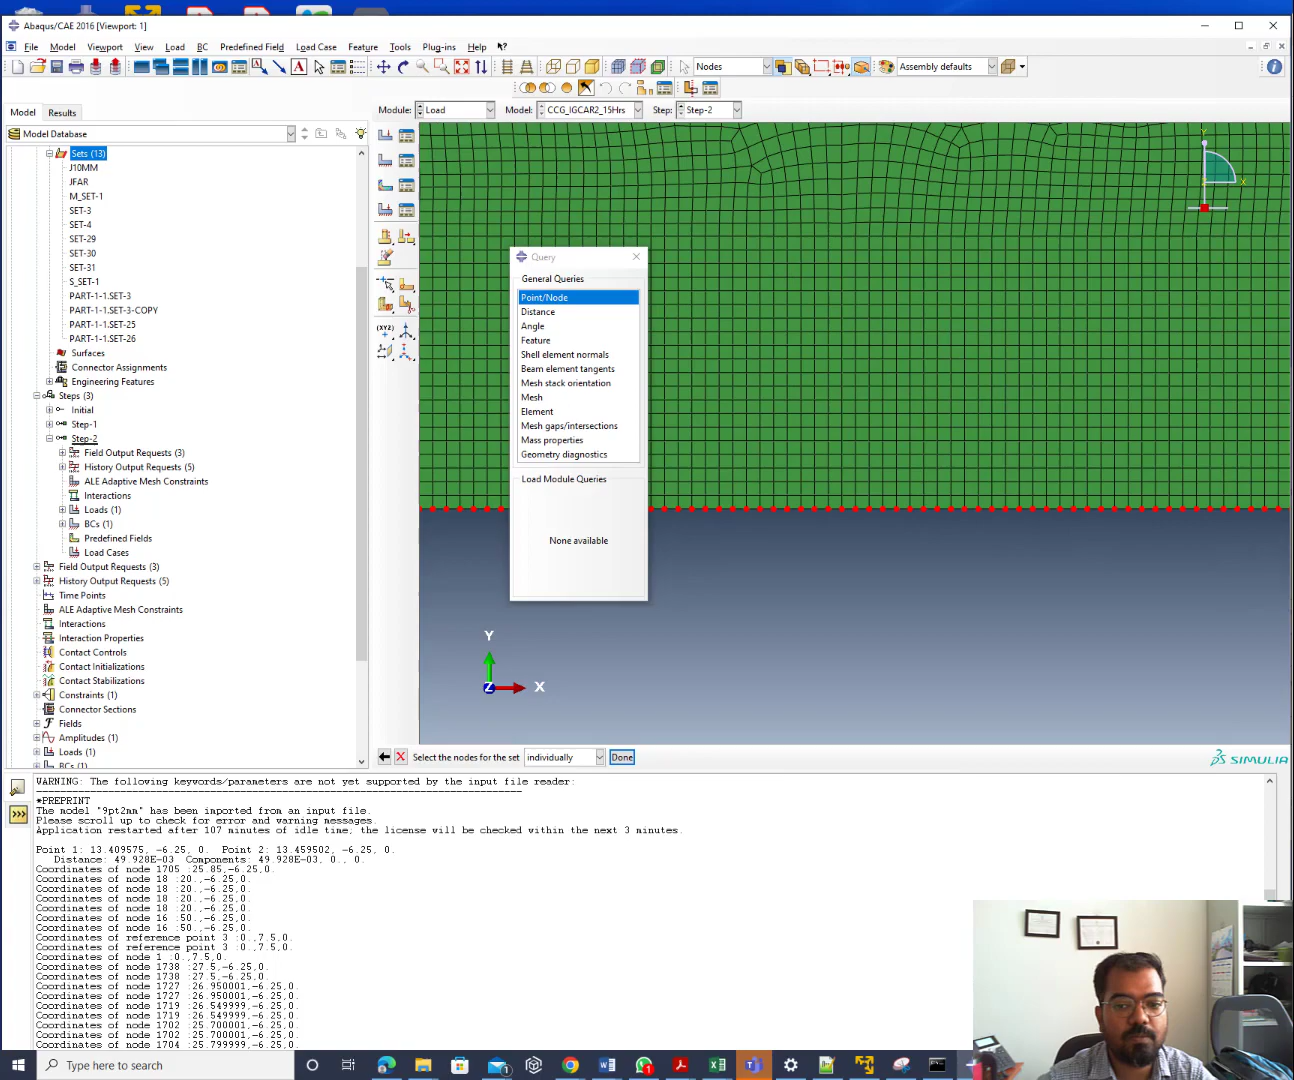 Abaqus/CAE 2016 [Viewport: 1]
File Model Viewport View Load BC Predefined Field Load Case Feature Tools Plug-ins Help
Nodes Assembly defaults
Model Results
Module: Load Model: CCG_IGCAR2_15Hrs Step: Step-2
Model Database
Sets (13)
J10MM
JFAR
M_SET-1
SET-3
SET-4
SET-29
SET-30
SET-31
S_SET-1
PART-1-1.SET-3
PART-1-1.SET-3-COPY
PART-1-1.SET-25
PART-1-1.SET-26
Surfaces
Connector Assignments
Engineering Features
Steps (3)
Initial
Step-1
Step-2
Field Output Requests (3)
History Output Requests (5)
ALE Adaptive Mesh Constraints
Interactions
Loads (1)
BCs (1)
Predefined Fields
Load Cases
Field Output Requests (3)
History Output Requests (5)
Time Points
ALE Adaptive Mesh Constraints
Interactions
Interaction Properties
Contact Controls
Contact Initializations
Contact Stabilizations
Constraints (1)
Connector Sections
Fields
Amplitudes (1)
Loads (1)
BCs (1)
Query
General Queries
Point/Node
Distance
Angle
Feature
Shell element normals
Beam element tangents
Mesh stack orientation
Mesh
Element
Mesh gaps/intersections
Mass properties
Geometry diagnostics
Load Module Queries
None available
Y
X
Y
Z
X
(XYZ)
Select the nodes for the set individually Done
SIMULIA
WARNING: The following keywords/parameters are not yet supported by the input file reader:
*PREPRINT
The model "9pt2mm" has been imported from an input file.
Please scroll up to check for error and warning messages.
Application restarted after 107 minutes of idle time; the license will be checked within the next 3 minutes.
Point 1: 13.409575, -6.25, 0. Point 2: 13.459502, -6.25, 0.
Distance: 49.928E-03 Components: 49.928E-03, 0., 0.
Coordinates of node 1705 :25.85,-6.25,0.
Coordinates of node 18 :20.,-6.25,0.
Coordinates of node 18 :20.,-6.25,0.
Coordinates of node 18 :20.,-6.25,0.
Coordinates of node 18 :20.,-6.25,0.
Coordinates of node 16 :50.,-6.25,0.
Coordinates of node 16 :50.,-6.25,0.
Coordinates of reference point 3 :0.,7.5,0.
Coordinates of reference point 3 :0.,7.5,0.
Coordinates of node 1 :0.,7.5,0.
Coordinates of node 1738 :27.5,-6.25,0.
Coordinates of node 1738 :27.5,-6.25,0.
Coordinates of node 1727 :26.950001,-6.25,0.
Coordinates of node 1727 :26.950001,-6.25,0.
Coordinates of node 1719 :26.549999,-6.25,0.
Coordinates of node 1719 :26.549999,-6.25,0.
Coordinates of node 1702 :25.700001,-6.25,0.
Coordinates of node 1702 :25.700001,-6.25,0.
Coordinates of node 1704 :25.799999,-6.25,0.
Type here to search